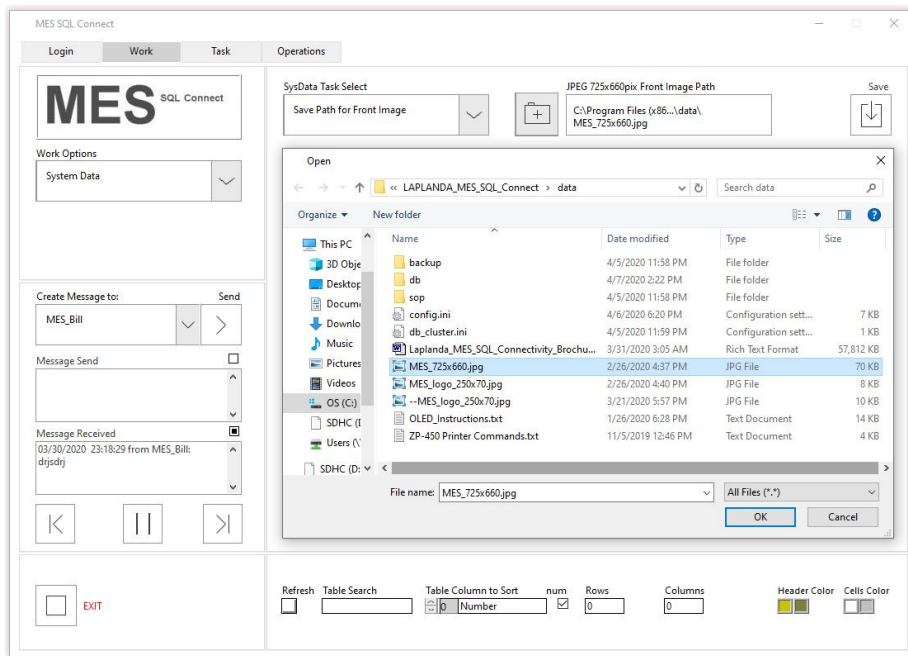 MES SQL Connect
Login Work Task Operations
MES SQL Connect
Work Options
System Data
SysData Task Select
Save Path for Front Image
JPEG 725x660pix Front Image Path
C:\Program Files (x86...\data\
MES_725x660.jpg
Save
Open
« LAPLANDA_MES_SQL_Connect › data
Search data
Organize New folder
This PC
3D Obje
Desktop
Docume
Downlo
Music
Pictures
Videos
OS (C:)
SDHC (I
Users (\
SDHC (D:
Name Date modified Type Size
backup 4/5/2020 11:58 PM File folder
db 4/7/2020 2:22 PM File folder
sop 4/5/2020 11:58 PM File folder
config.ini 4/6/2020 6:20 PM Configuration sett... 7 KB
db_cluster.ini 4/5/2020 11:59 PM Configuration sett... 1 KB
Laplanda_MES_SQL_Connectivity_Brochu... 3/31/2020 3:05 AM Rich Text Format 57,812 KB
MES_725x660.jpg 2/26/2020 4:37 PM JPG File 70 KB
MES_logo_250x70.jpg 2/26/2020 4:40 PM JPG File 8 KB
--MES_logo_250x70.jpg 3/21/2020 5:57 PM JPG File 10 KB
OLED_Instructions.txt 1/26/2020 6:28 PM Text Document 14 KB
ZP-450 Printer Commands.txt 11/5/2019 12:46 PM Text Document 4 KB
File name: MES_725x660.jpg All Files (*.*)
OK Cancel
Create Message to: Send
MES_Bill
Message Send
Message Received
03/30/2020 23:18:29 from MES_Bill:
drjsdrj
EXIT
Refresh Table Search Table Column to Sort num Rows Columns Header Color Cells Color
0 Number 0 0